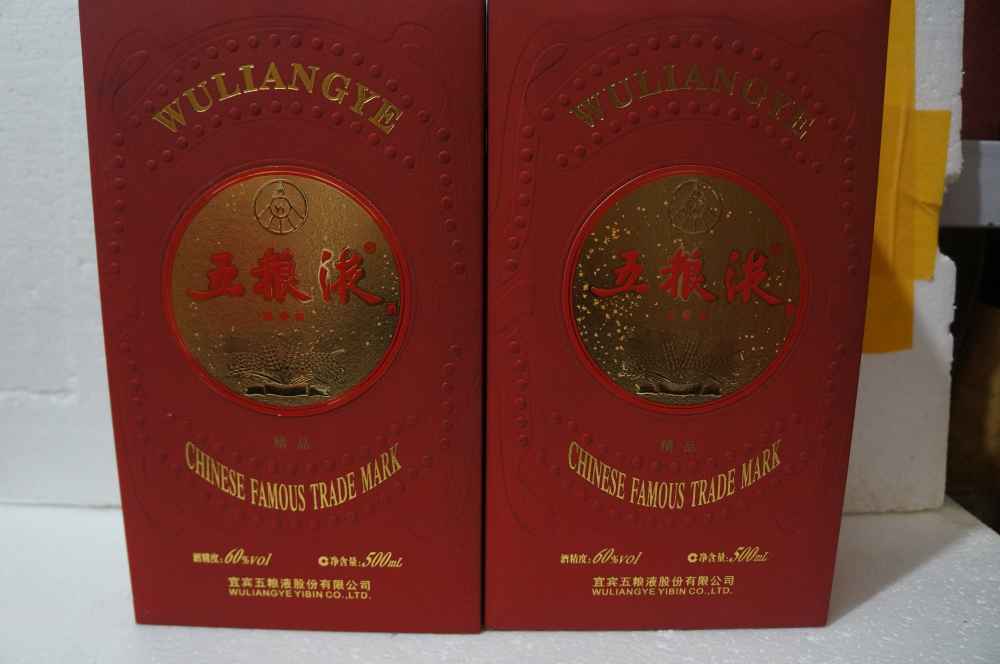 WULIANGYE
五粮液
精品
CHINESE FAMOUS TRADE MARK
酒精度:60%vol
净含量:500mL
宜宾五粮液股份有限公司
WULIANGYE YIBIN CO.,LTD.
WULIANGYE
五粮液
精品
CHINESE FAMOUS TRADE MARK
酒精度:60%vol
净含量:500mL
宜宾五粮液股份有限公司
WULIANGYE YIBIN CO.,LTD.